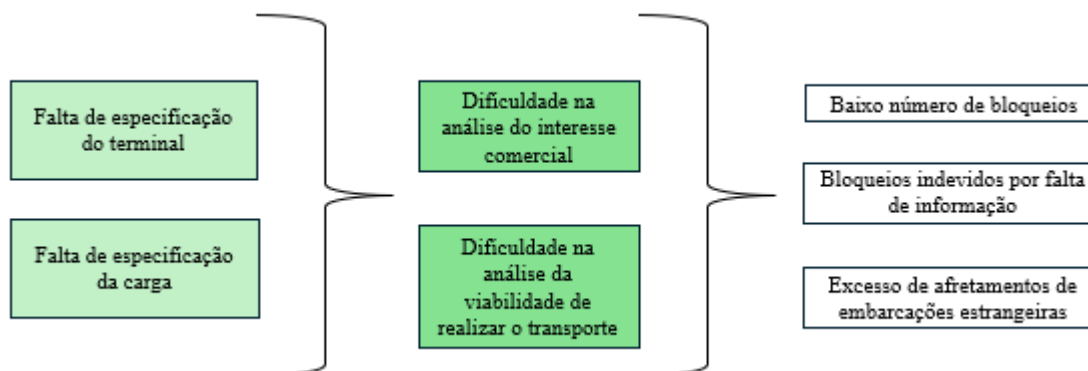 Falta de especificação
do terminal
Falta de especificação
da carga
Dificuldade na
análise do interesse
comercial
Dificuldade na
análise da
viabilidade de
realizar o transporte
Baixo número de bloqueios
Bloqueios indevidos por falta
de informação
Excesso de afretamentos de
embarcações estrangeiras